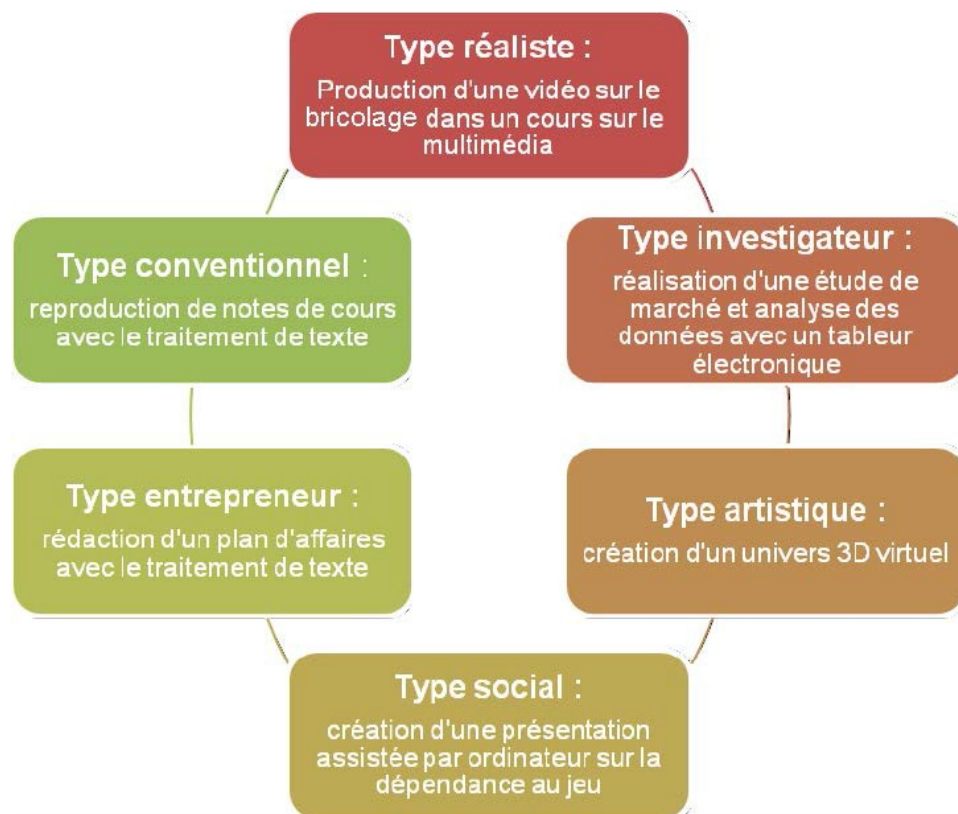 Type réaliste :
Production d'une vidéo sur le
bricolage dans un cours sur le
multimédia
Type investigateur :
réalisation d'une étude de
marché et analyse des
données avec un tableur
électronique
Type artistique :
création d'un univers 3D virtuel
Type social :
création d'une présentation
assistée par ordinateur sur la
dépendance au jeu
Type entrepreneur :
rédaction d'un plan d'affaires
avec le traitement de texte
Type conventionnel :
reproduction de notes de cours
avec le traitement de texte